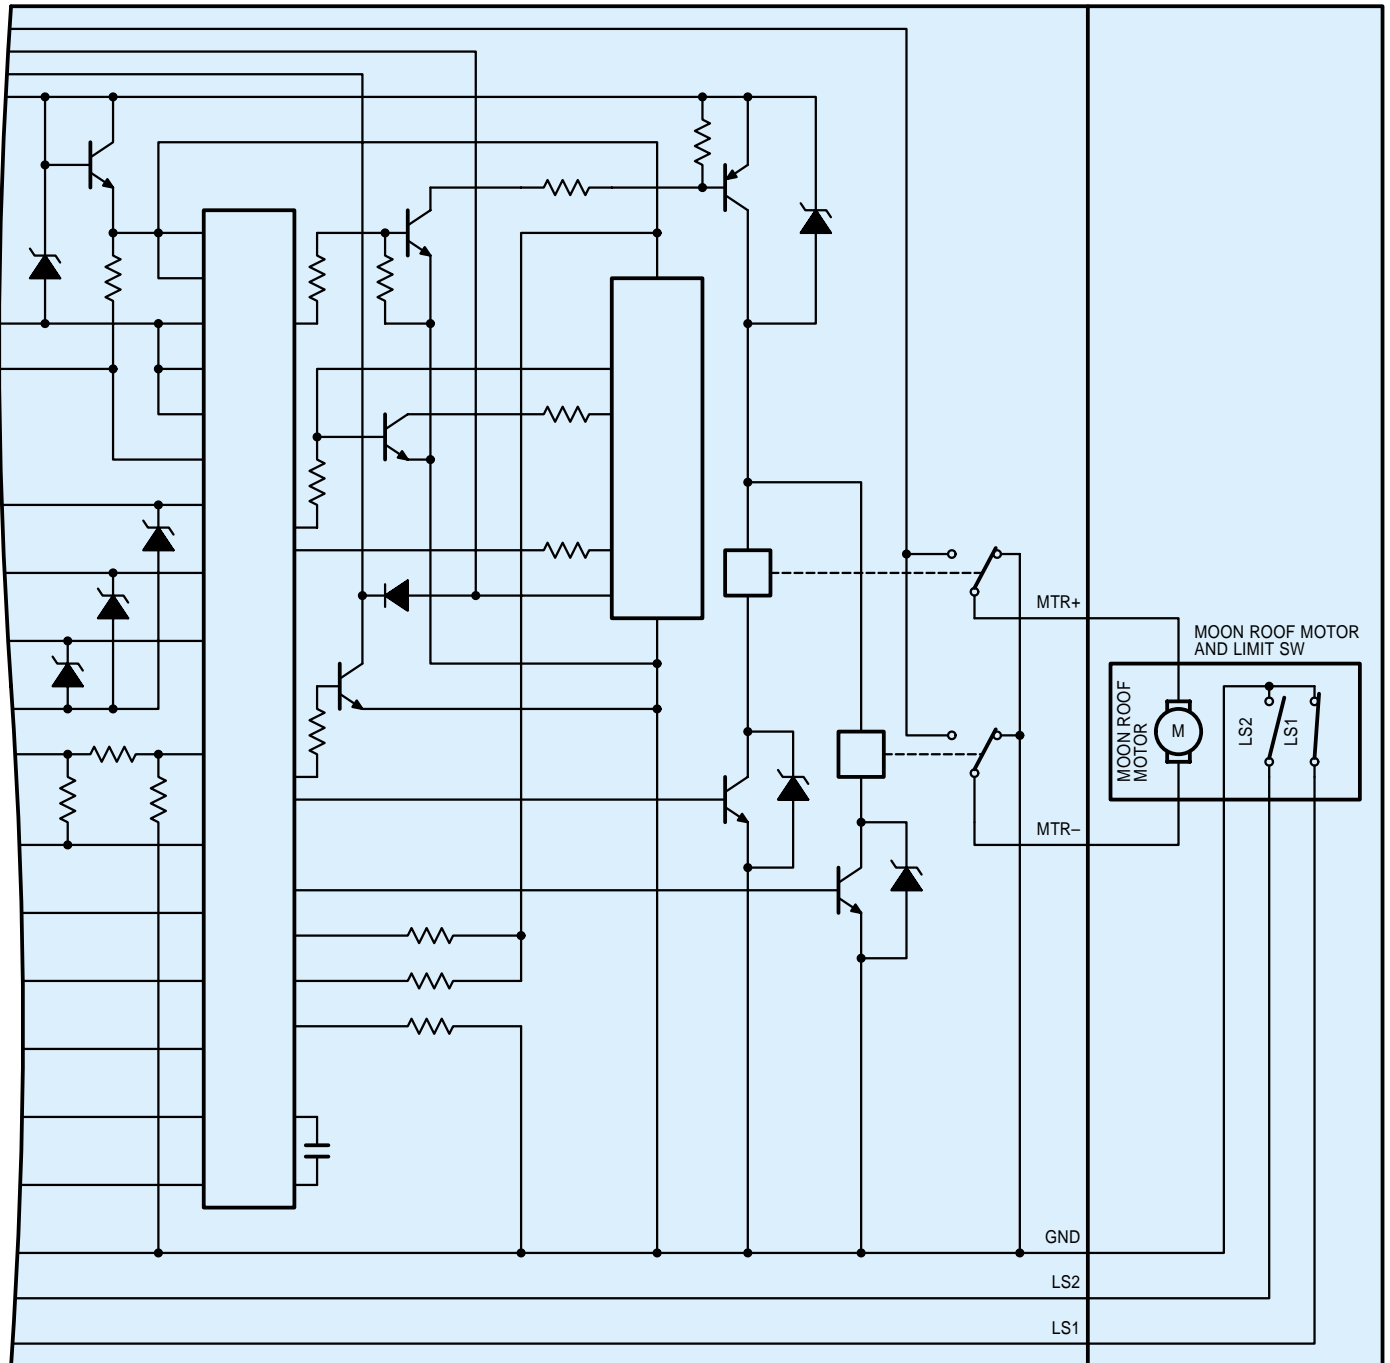 MTR+
MOON ROOF MOTOR
AND LIMIT SW
MOON ROOF
MOTOR
M
LS2
LS1
MTR–
GND
LS2
LS1